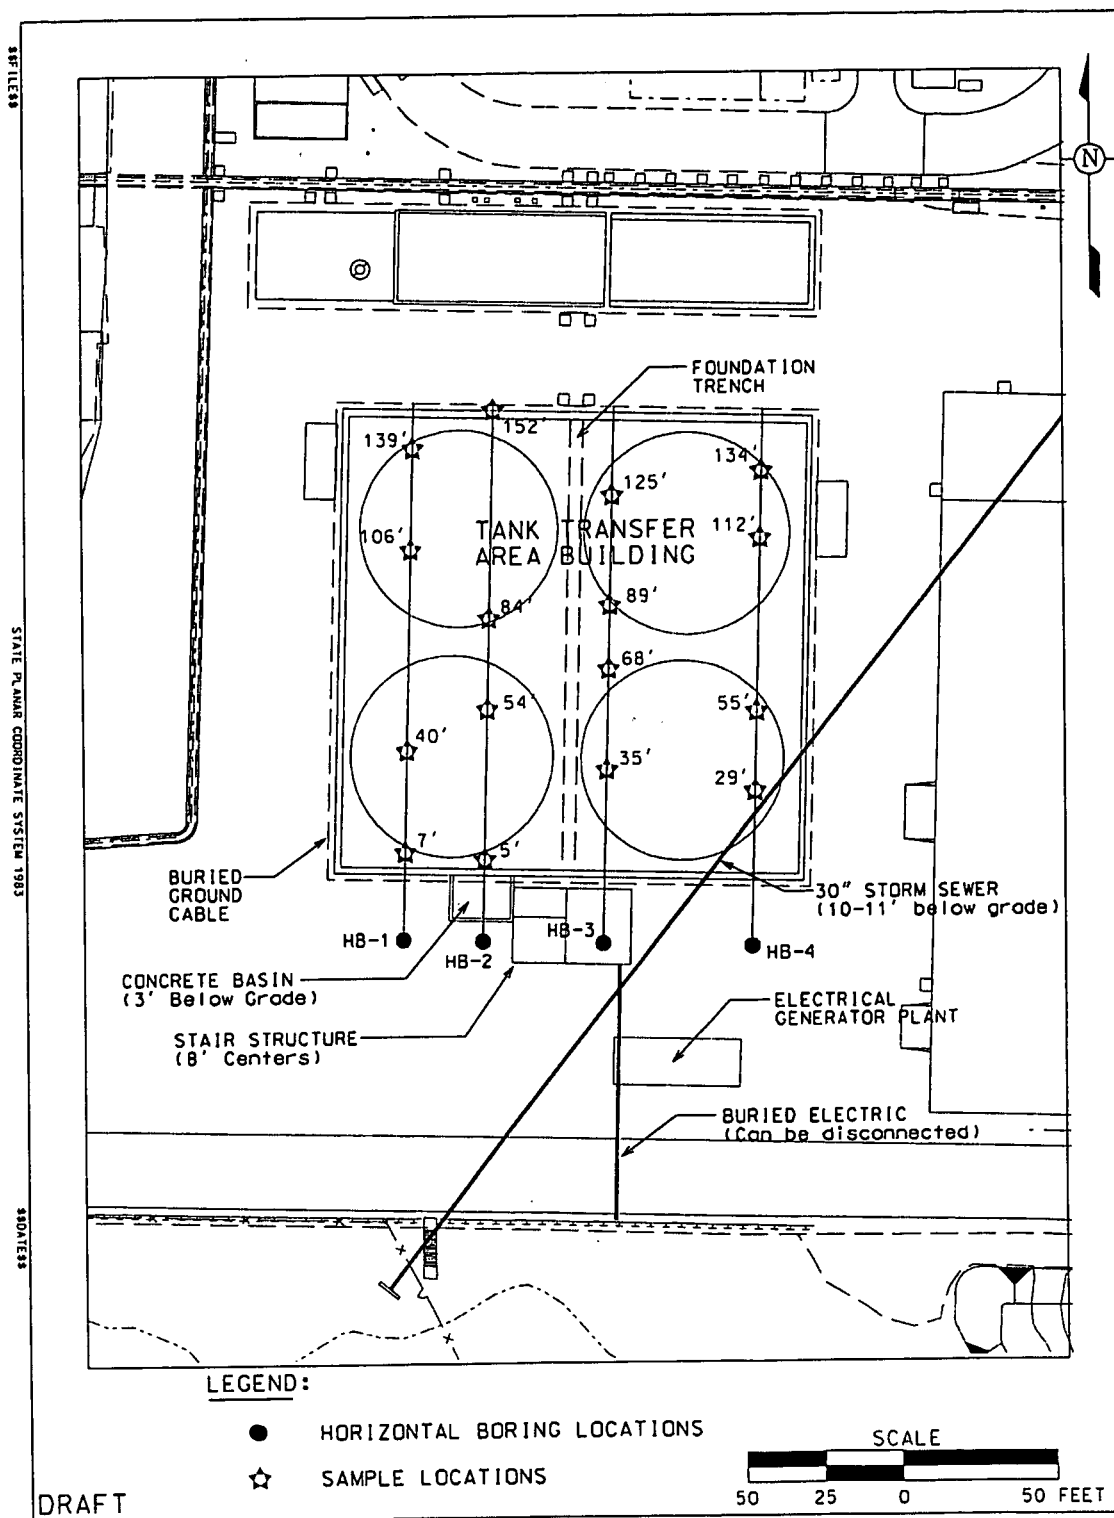 $$FILE$$
N
FOUNDATION
TRENCH
152'
139'
134'
125'
TANK TRANSFER
AREA BUILDING
112'
106'
84'
89'
68'
54'
55'
40'
35'
29'
7'
5'
STATE PLANAR COORDINATE SYSTEM 1983
BURIED
GROUND
CABLE
30" STORM SEWER
(10-11' below grade)
HB-1
HB-2
HB-3
HB-4
CONCRETE BASIN
(3' Below Grade)
ELECTRICAL
GENERATOR PLANT
STAIR STRUCTURE
(8' Centers)
BURIED ELECTRIC
(Can be disconnected)
$$DATE$$
LEGEND:
HORIZONTAL BORING LOCATIONS
SAMPLE LOCATIONS
SCALE
50 25 0 50 FEET
DRAFT